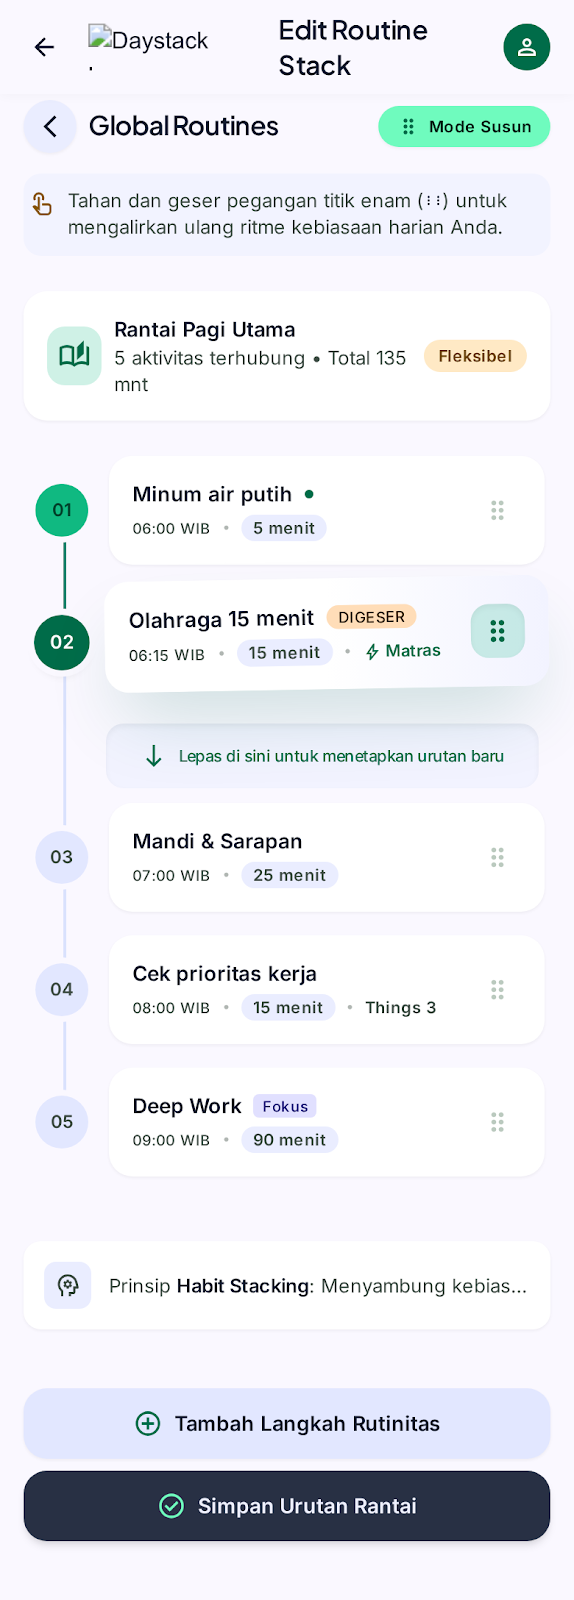 Daystack
.
Edit Routine
Stack
Global Routines
Mode Susun
Tahan dan geser pegangan titik enam (⋮⋮) untuk
mengalirkan ulang ritme kebiasaan harian Anda.
Rantai Pagi Utama
5 aktivitas terhubung • Total 135
mnt
Fleksibel
01
Minum air putih
06:00 WIB • 5 menit
02
Olahraga 15 menit DIGESER
06:15 WIB • 15 menit • Matras
Lepas di sini untuk menetapkan urutan baru
03
Mandi & Sarapan
07:00 WIB • 25 menit
04
Cek prioritas kerja
08:00 WIB • 15 menit • Things 3
05
Deep Work Fokus
09:00 WIB • 90 menit
Prinsip Habit Stacking: Menyambung kebias...
Tambah Langkah Rutinitas
Simpan Urutan Rantai